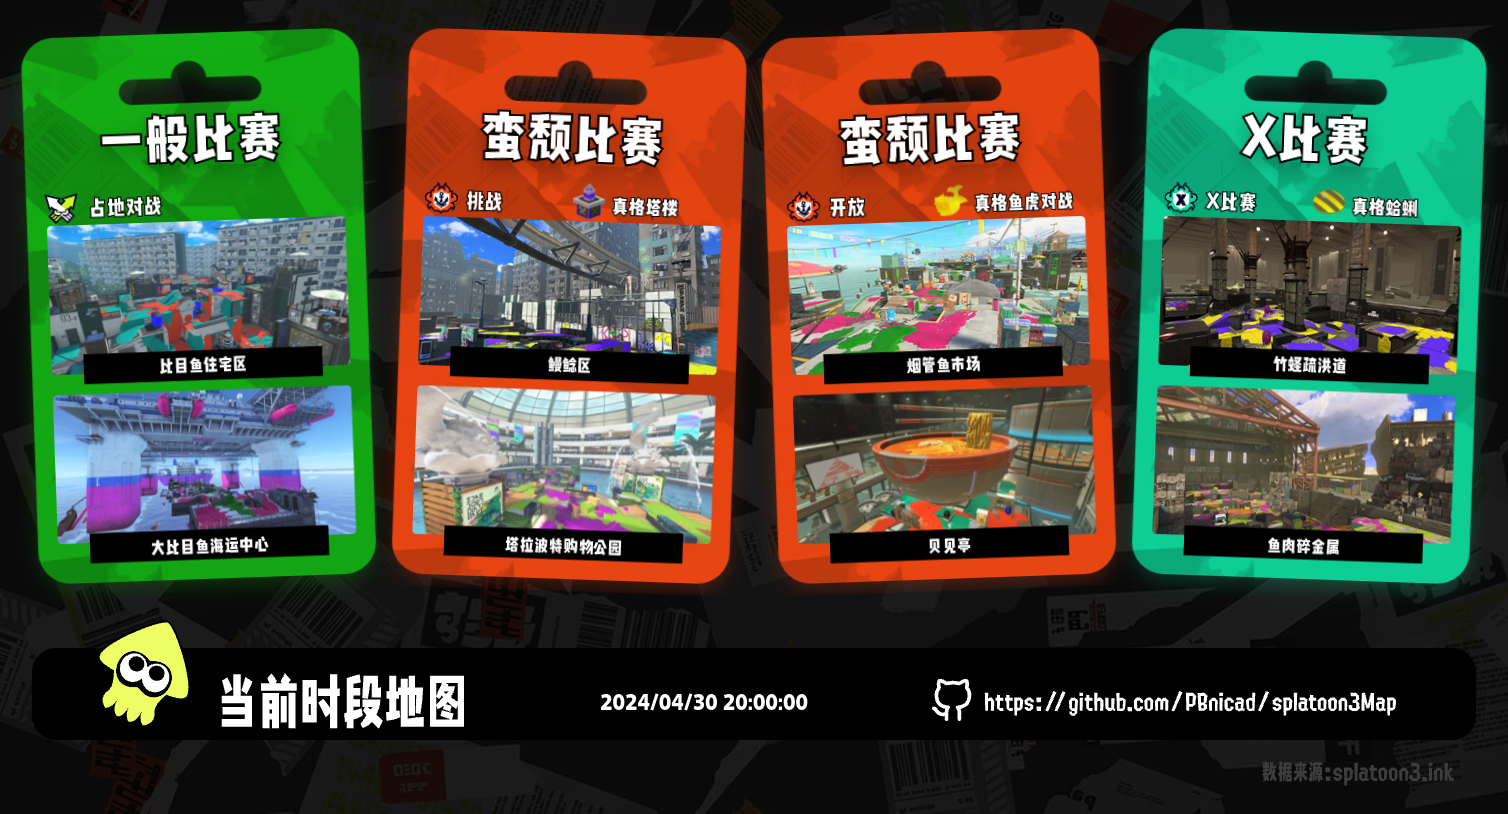 一般比赛
占地对战
比目鱼住宅区
大比目鱼海运中心
蛮颓比赛
挑战
真格塔楼
鳗鲶区
塔拉波特购物公园
蛮颓比赛
开放
真格鱼虎对战
烟管鱼市场
贝见亭
X比赛
X比赛
真格蛤蜊
竹蛏疏洪道
鱼肉碎金属
当前时段地图
2024/04/30 20:00:00
https://github.com/PBnicad/splatoon3Map
数据来源:splatoon3.ink